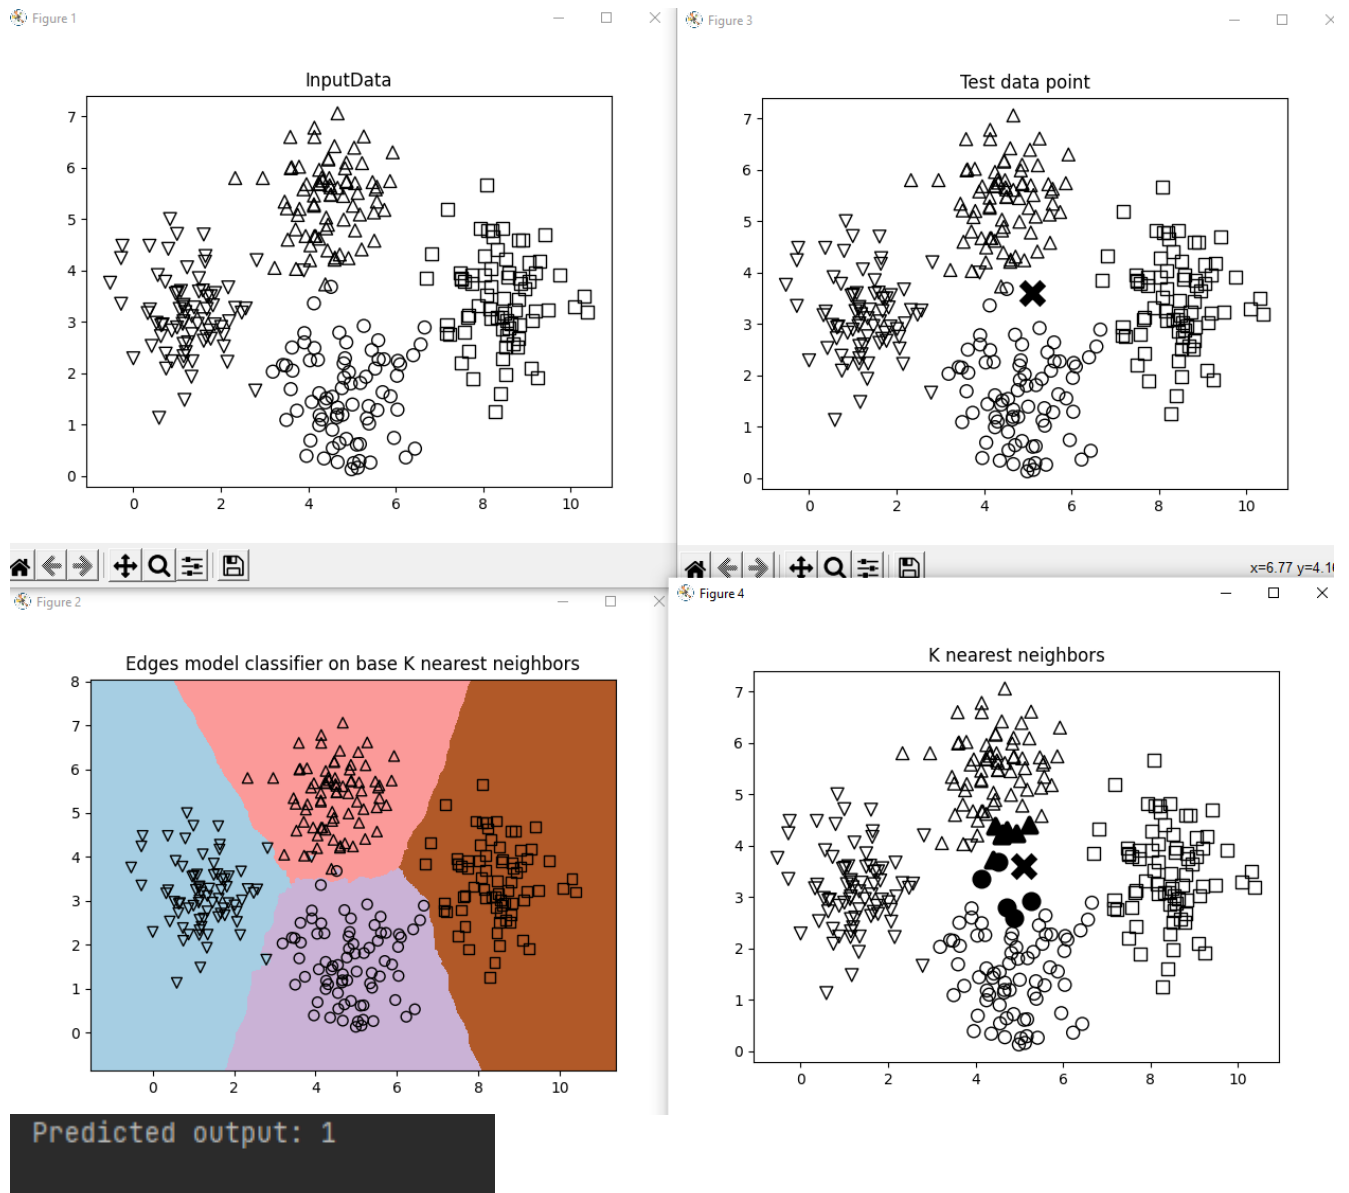 Figure 1
InputData
7
6
5
4
3
2
1
0
0 2 4 6 8 10
Figure 3
Test data point
7
6
5
4
3
2
1
0
0 2 4 6 8 10
x=6.77 y=4.1
Figure 2
Edges model classifier on base K nearest neighbors
8
7
6
5
4
3
2
1
0
0 2 4 6 8 10
Figure 4
K nearest neighbors
7
6
5
4
3
2
1
0
0 2 4 6 8 10
Predicted output: 1